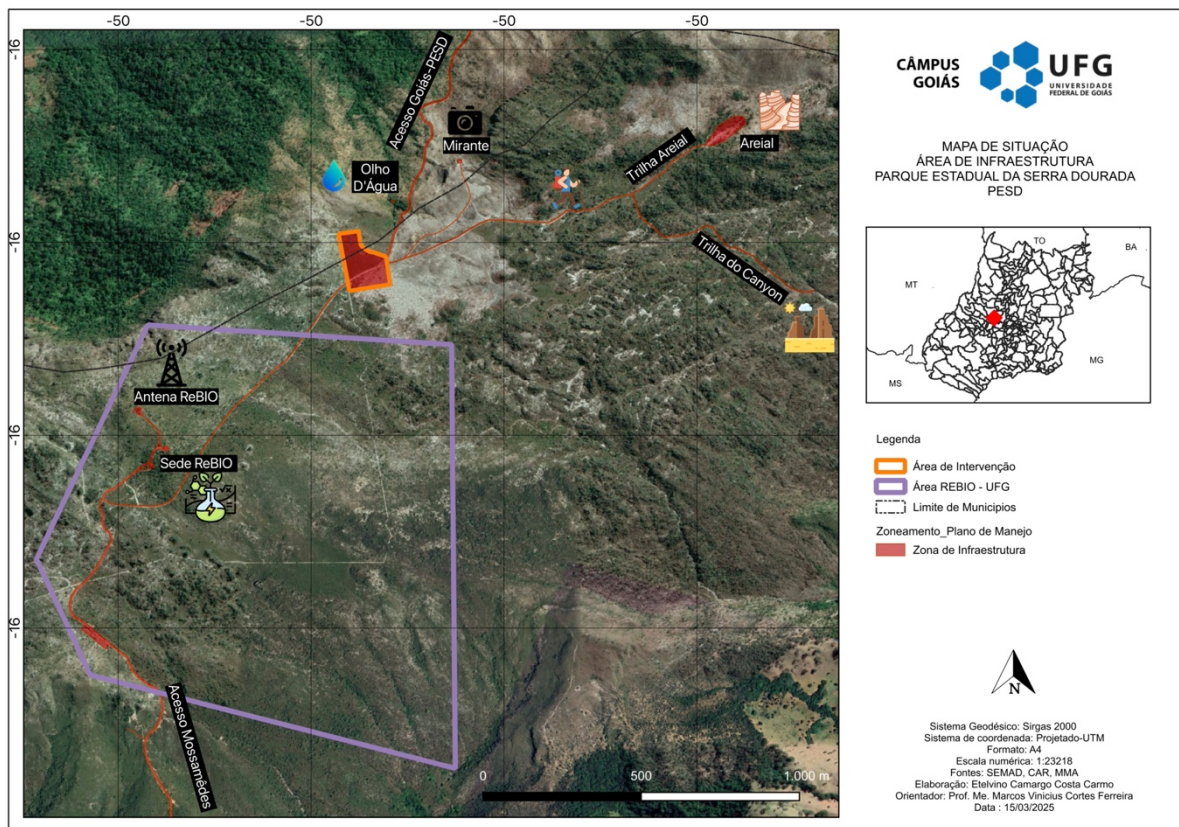 -50 -50 -50 -50
-16
-16
-16
-16
Acesso Goiás-PESD
Mirante
Olho
D'Água
Trilha Areial
Areial
Trilha do Canyon
Antena ReBIO
Sede ReBIO
Acesso Mossamêdes
0 500 1.000 m
CÂMPUS
GOIÁS
UFG
UNIVERSIDADE
FEDERAL DE GOIÁS
MAPA DE SITUAÇÃO
ÁREA DE INFRAESTRUTURA
PARQUE ESTADUAL DA SERRA DOURADA
PESD
TO
BA
MT
MG
MS
Legenda
Área de Intervenção
Área REBIO - UFG
Limite de Municipios
Zoneamento_Plano de Manejo
Zona de Infraestrutura
N
Sistema Geodésico: Sirgas 2000
Sistema de coordenada: Projetado-UTM
Formato: A4
Escala numérica: 1:23218
Fontes: SEMAD, CAR, MMA
Elaboração: Etelvino Camargo Costa Carmo
Orientador: Prof. Me. Marcos Vinicius Cortes Ferreira
Data : 15/03/2025